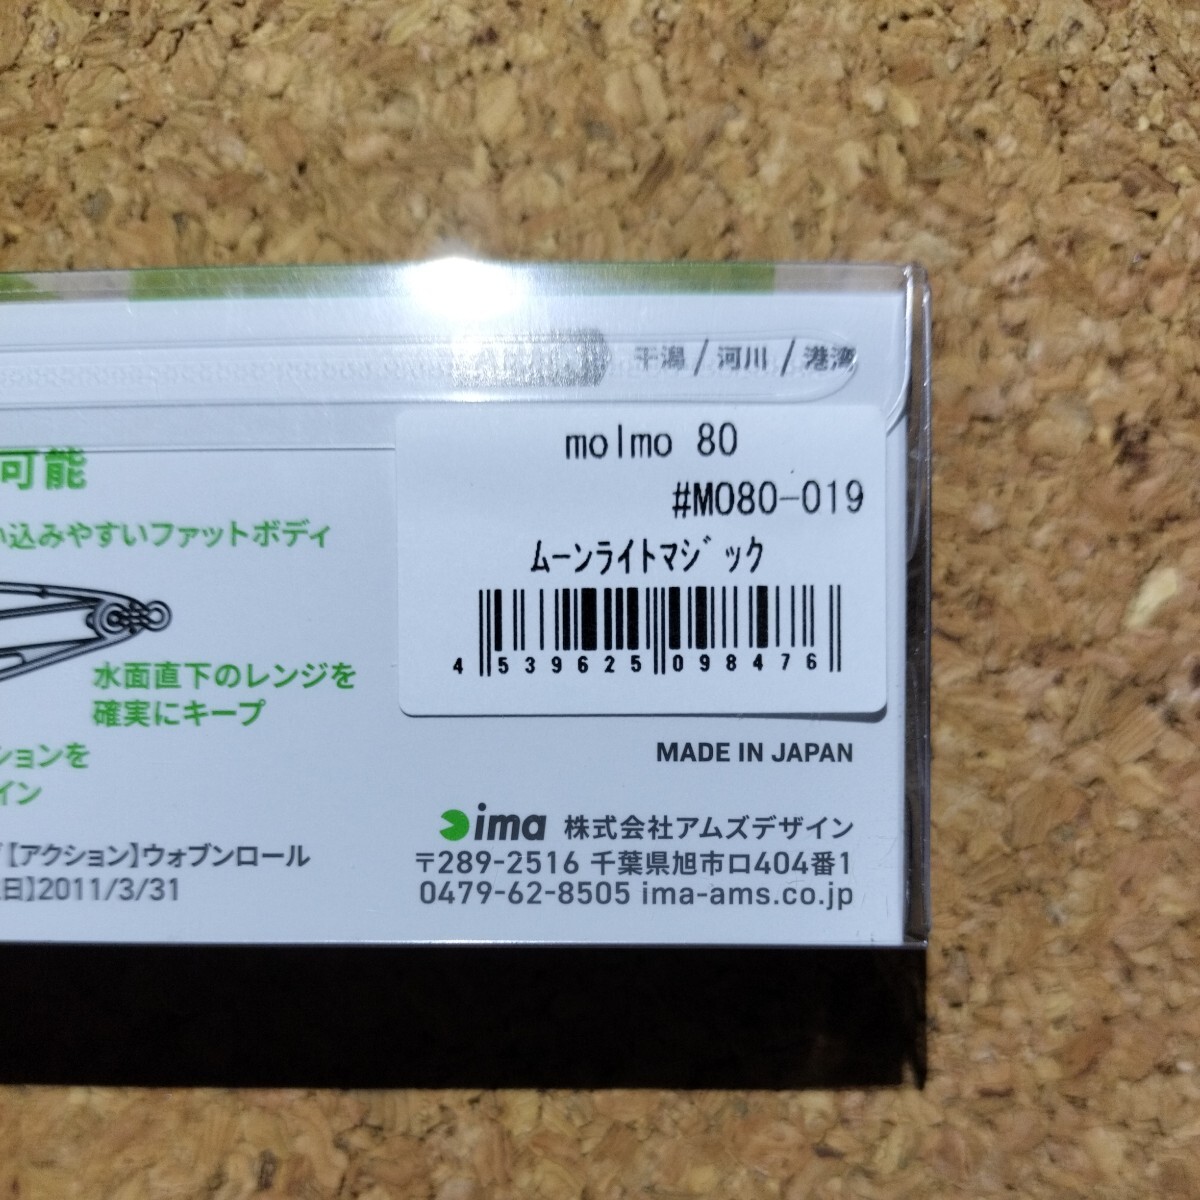 干潟 / 河川 / 港湾
可能
い込みやすいファットボディ
水面直下のレンジを
確実にキープ
ションを
イン
【アクション】ウォブンロール
日】2011/3/31
molmo 80
#MO80-019
ムーンライトマジック
4 539625 098476
MADE IN JAPAN
ima 株式会社アムズデザイン
〒289-2516 千葉県旭市ロ404番1
0479-62-8505 ima-ams.co.jp